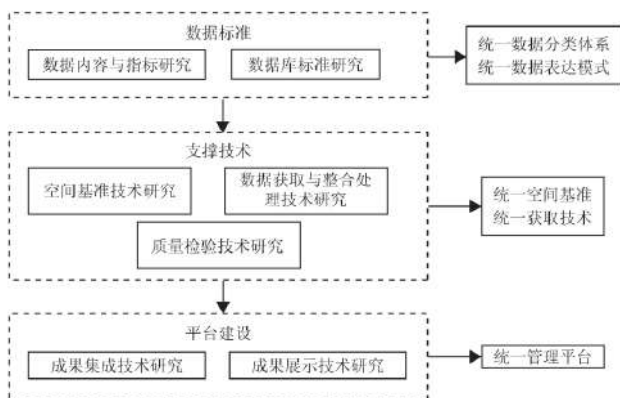 数据标准
数据内容与指标研究
数据库标准研究
统一数据分类体系
统一数据表达模式
支撑技术
空间基准技术研究
数据获取与整合处
理技术研究
质量检验技术研究
统一空间基准
统一获取技术
平台建设
成果集成技术研究
成果展示技术研究
统一管理平台